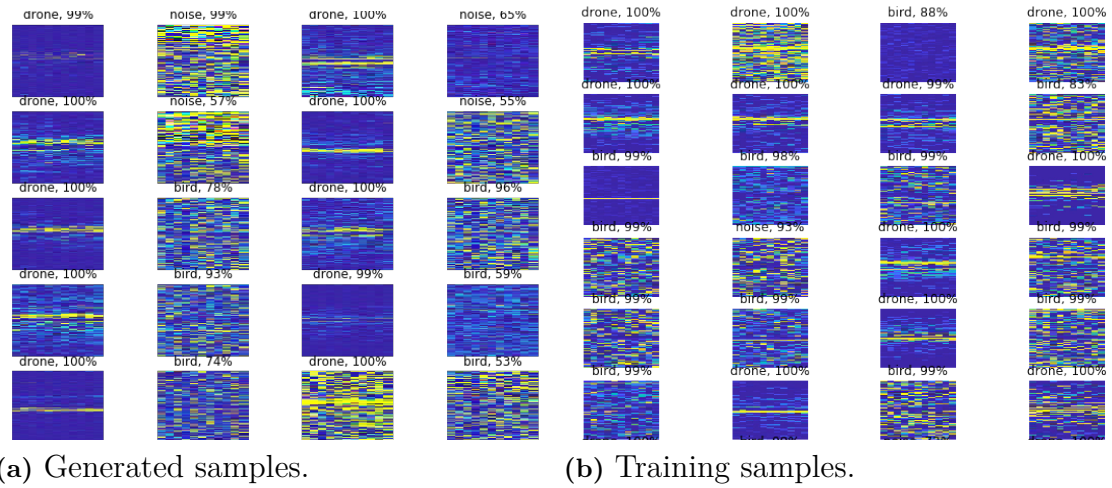 drone, 99% noise, 99% drone, 100% noise, 65%
drone, 100% noise, 57% drone, 100% noise, 55%
drone, 100% bird, 78% drone, 100% bird, 96%
drone, 100% bird, 93% drone, 99% bird, 59%
drone, 100% bird, 74% drone, 100% bird, 53%
(a) Generated samples.
drone, 100% drone, 100% bird, 88% drone, 100%
drone, 100% drone, 100% drone, 99% bird, 83%
bird, 99% bird, 98% bird, 99% drone, 100%
bird, 99% noise, 93% drone, 100% bird, 99%
bird, 99% bird, 99% drone, 100% bird, 99%
bird, 99% drone, 100% bird, 99% drone, 100%
(b) Training samples.